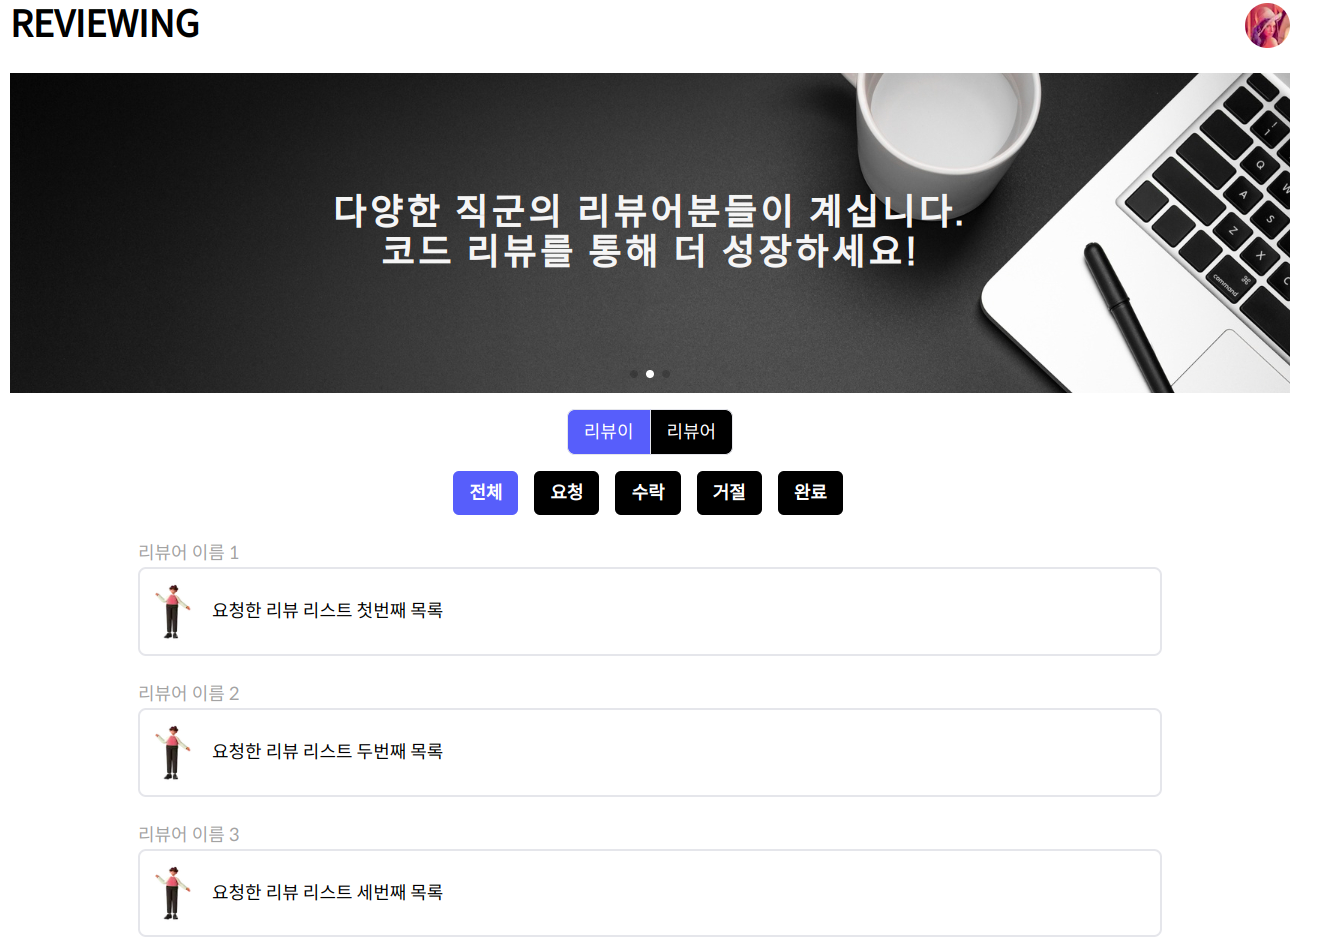 REVIEWING
다양한 직군의 리뷰어분들이 계십니다.
코드 리뷰를 통해 더 성장하세요!
1
Q
W
A
S
Z
X
C
command
⌘
리뷰이 리뷰어
전체 요청 수락 거절 완료
리뷰어 이름 1
요청한 리뷰 리스트 첫번째 목록
리뷰어 이름 2
요청한 리뷰 리스트 두번째 목록
리뷰어 이름 3
요청한 리뷰 리스트 세번째 목록